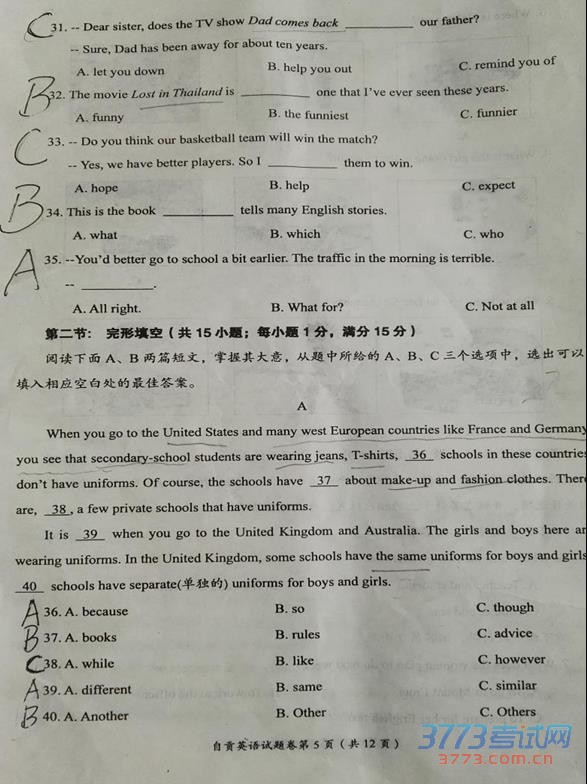 C 31. -- Dear sister, does the TV show Dad comes back ________ our father?
-- Sure, Dad has been away for about ten years.
A. let you down B. help you out C. remind you of
B 32. The movie Lost in Thailand is ________ one that I've ever seen these years.
A. funny B. the funniest C. funnier
C 33. -- Do you think our basketball team will win the match?
-- Yes, we have better players. So I ________ them to win.
A. hope B. help C. expect
B 34. This is the book ________ tells many English stories.
A. what B. which C. who
A 35. --You'd better go to school a bit earlier. The traffic in the morning is terrible.
-- ________.
A. All right. B. What for? C. Not at all
第二节: 完形填空(共15小题;每小题1分,满分15分)
阅读下面A、B两篇短文,掌握其大意,从题中所给的A、B、C三个选项中,选出可以
填入相应空白处的最佳答案。
A
When you go to the United States and many west European countries like France and Germany
you see that secondary-school students are wearing jeans, T-shirts, 36 schools in these countries
don't have uniforms. Of course, the schools have 37 about make-up and fashion clothes. There
are, 38, a few private schools that have uniforms.
It is 39 when you go to the United Kingdom and Australia. The girls and boys here ar
wearing uniforms. In the United Kingdom, some schools have the same uniforms for boys and girls
40 schools have separate(单独的) uniforms for boys and girls.
A 36. A. because B. so C. though
B 37. A. books B. rules C. advice
C 38. A. while B. like C. however
A 39. A. different B. same C. similar
B 40. A. Another B. Other C. Others
自贡英语试题卷第5页(共12页)
3773考试网
3773.com.cn